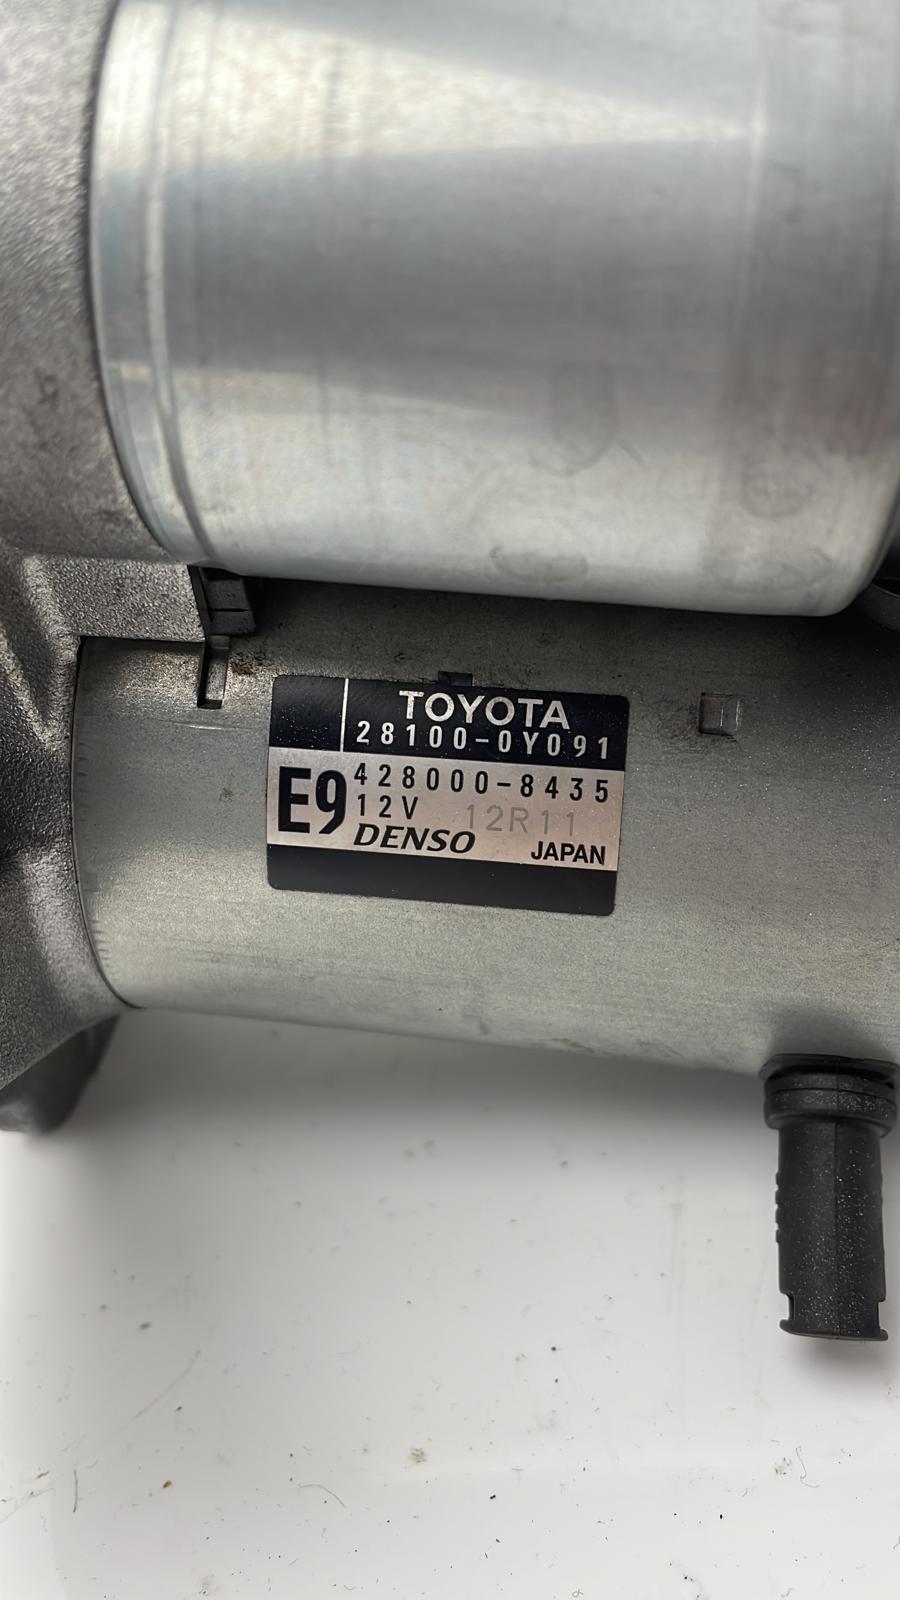 TOYOTA
28100-0Y091
E9
428000-8435
12V 12R11
DENSO JAPAN